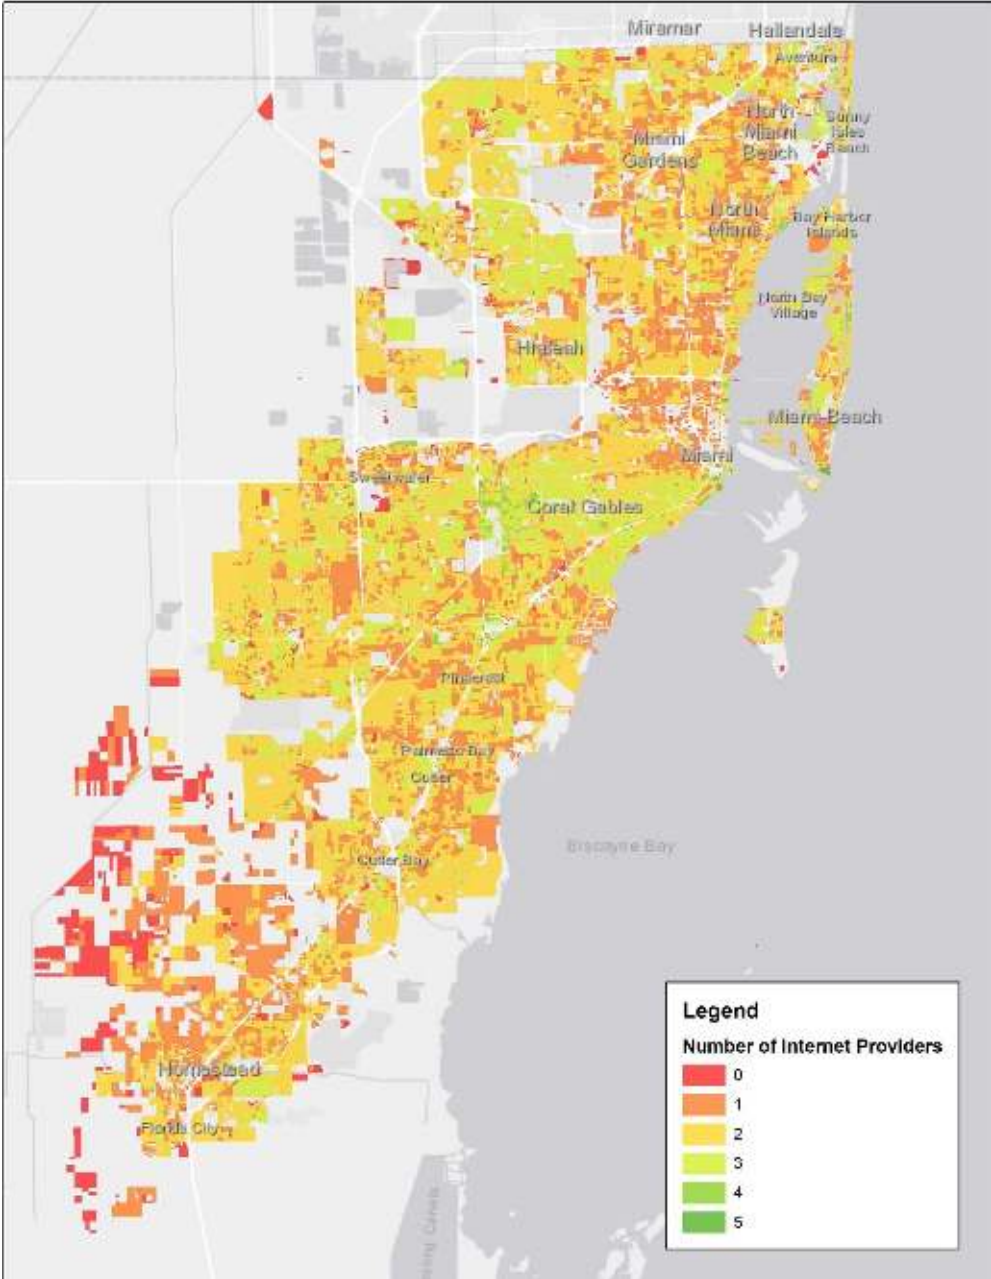 Miramar
Hallandale
Aventura
North
Miami
Beach
Sunny
Isles
Beach
Miami
Gardens
North
Miami
Bay Harbor
Islands
North Bay
Village
Hialeah
Miami Beach
Miami
Sweetwater
Coral Gables
Pinecrest
Palmetto Bay
Cutler
Biscayne Bay
Cutler Bay
Homestead
Florida City
Legend
Number of Internet Providers
0
1
2
3
4
5